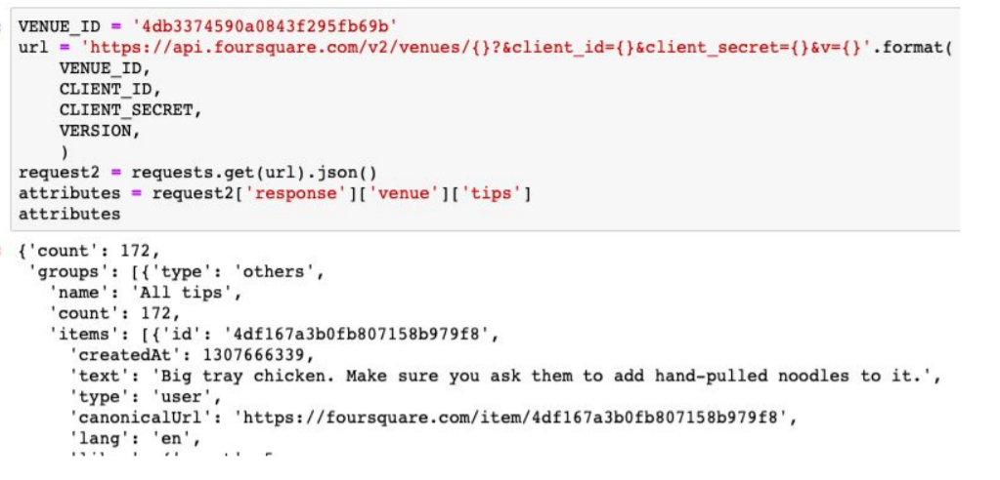 VENUE_ID = '4db3374590a0843f295fb69b'
url = 'https://api.foursquare.com/v2/venues/{}?&client_id={}&client_secret={}&v={}'.format(
    VENUE_ID,
    CLIENT_ID,
    CLIENT_SECRET,
    VERSION,
    )
request2 = requests.get(url).json()
attributes = request2['response']['venue']['tips']
attributes
{'count': 172,
 'groups': [{'type': 'others',
   'name': 'All tips',
   'count': 172,
   'items': [{'id': '4df167a3b0fb807158b979f8',
     'createdAt': 1307666339,
     'text': 'Big tray chicken. Make sure you ask them to add hand-pulled noodles to it.',
     'type': 'user',
     'canonicalUrl': 'https://foursquare.com/item/4df167a3b0fb807158b979f8',
     'lang': 'en',